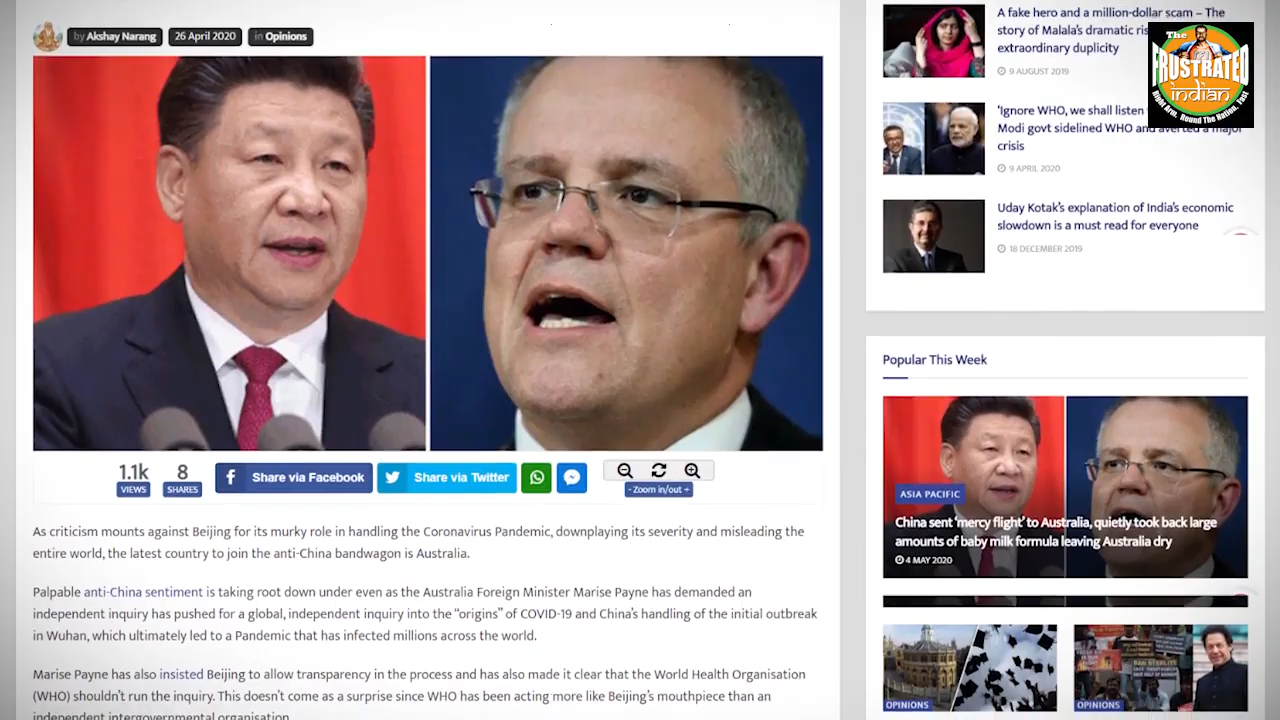 by Akshay Narang 26 April 2020 in Opinions
1.1k
VIEWS
8
SHARES
Share via Facebook
Share via Twitter
- Zoom in/out +
As criticism mounts against Beijing for its murky role in handling the Coronavirus Pandemic, downplaying its severity and misleading the
entire world, the latest country to join the anti-China bandwagon is Australia.
Palpable anti-China sentiment is taking root down under even as the Australia Foreign Minister Marise Payne has demanded an
independent inquiry has pushed for a global, independent inquiry into the “origins” of COVID-19 and China’s handling of the initial outbreak
in Wuhan, which ultimately led to a Pandemic that has infected millions across the world.
Marise Payne has also insisted Beijing to allow transparency in the process and has also made it clear that the World Health Organisation
(WHO) shouldn’t run the inquiry. This doesn’t come as a surprise since WHO has been acting more like Beijing’s mouthpiece than an
independent intergovernmental organisation.
A fake hero and a million-dollar scam – The
story of Malala’s dramatic
extraordinary duplicity
9 AUGUST 2019
‘Ignore WHO, we shall listen
Modi govt sidelined WHO and averted a major
crisis
9 APRIL 2020
Uday Kotak’s explanation of India’s economic
slowdown is a must read for everyone
18 DECEMBER 2019
The
FRUSTRATED
indian
Right Arm. Round The Nation. Fast
Popular This Week
ASIA PACIFIC
China sent ‘mercy flight’ to Australia, quietly took back large
amounts of baby milk formula leaving Australia dry
4 MAY 2020
OPINIONS
BAN STERLITE
OPINIONS